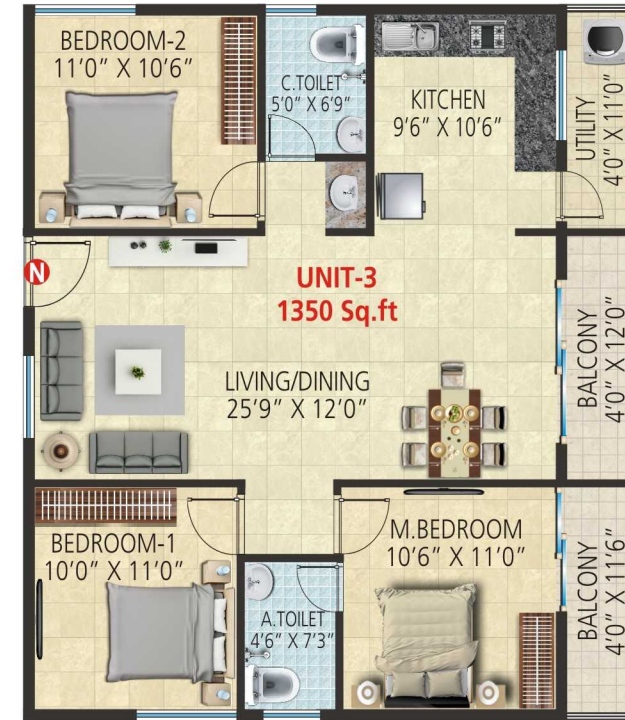 BEDROOM-2
11'0" X 10'6"
C.TOILET
5'0" X 6'9"
KITCHEN
9'6" X 10'6"
UTILITY
4'0" X 11'0"
N
UNIT-3
1350 Sq.ft
LIVING/DINING
25'9" X 12'0"
BALCONY
4'0" X 12'0"
BEDROOM-1
10'0" X 11'0"
A.TOILET
4'6" X 7'3"
M.BEDROOM
10'6" X 11'0"
BALCONY
4'0" X 11'6"